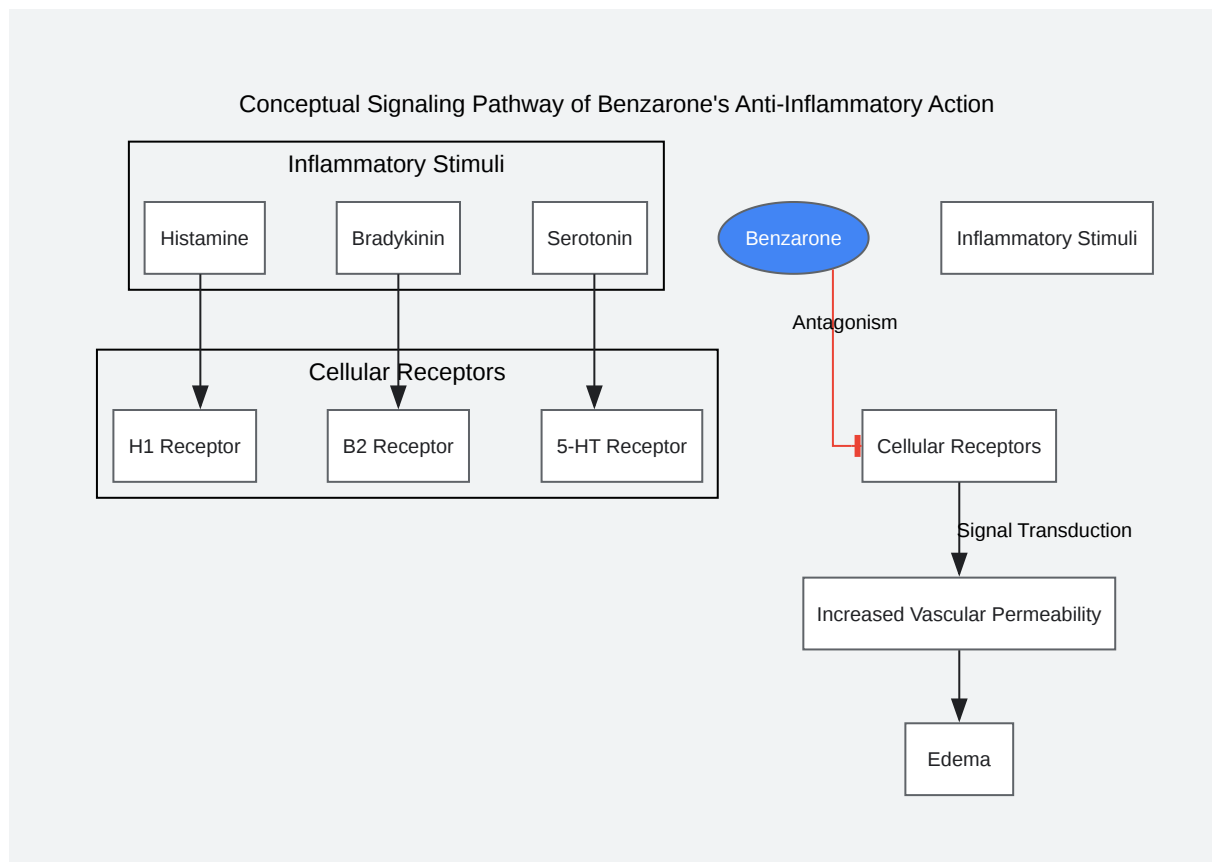 Conceptual Signaling Pathway of Benzarone's Anti-Inflammatory Action
Inflammatory Stimuli
Histamine
Bradykinin
Serotonin
Benzarone
Inflammatory Stimuli
Antagonism
Cellular Receptors
H1 Receptor
B2 Receptor
5-HT Receptor
Cellular Receptors
Signal Transduction
Increased Vascular Permeability
Edema